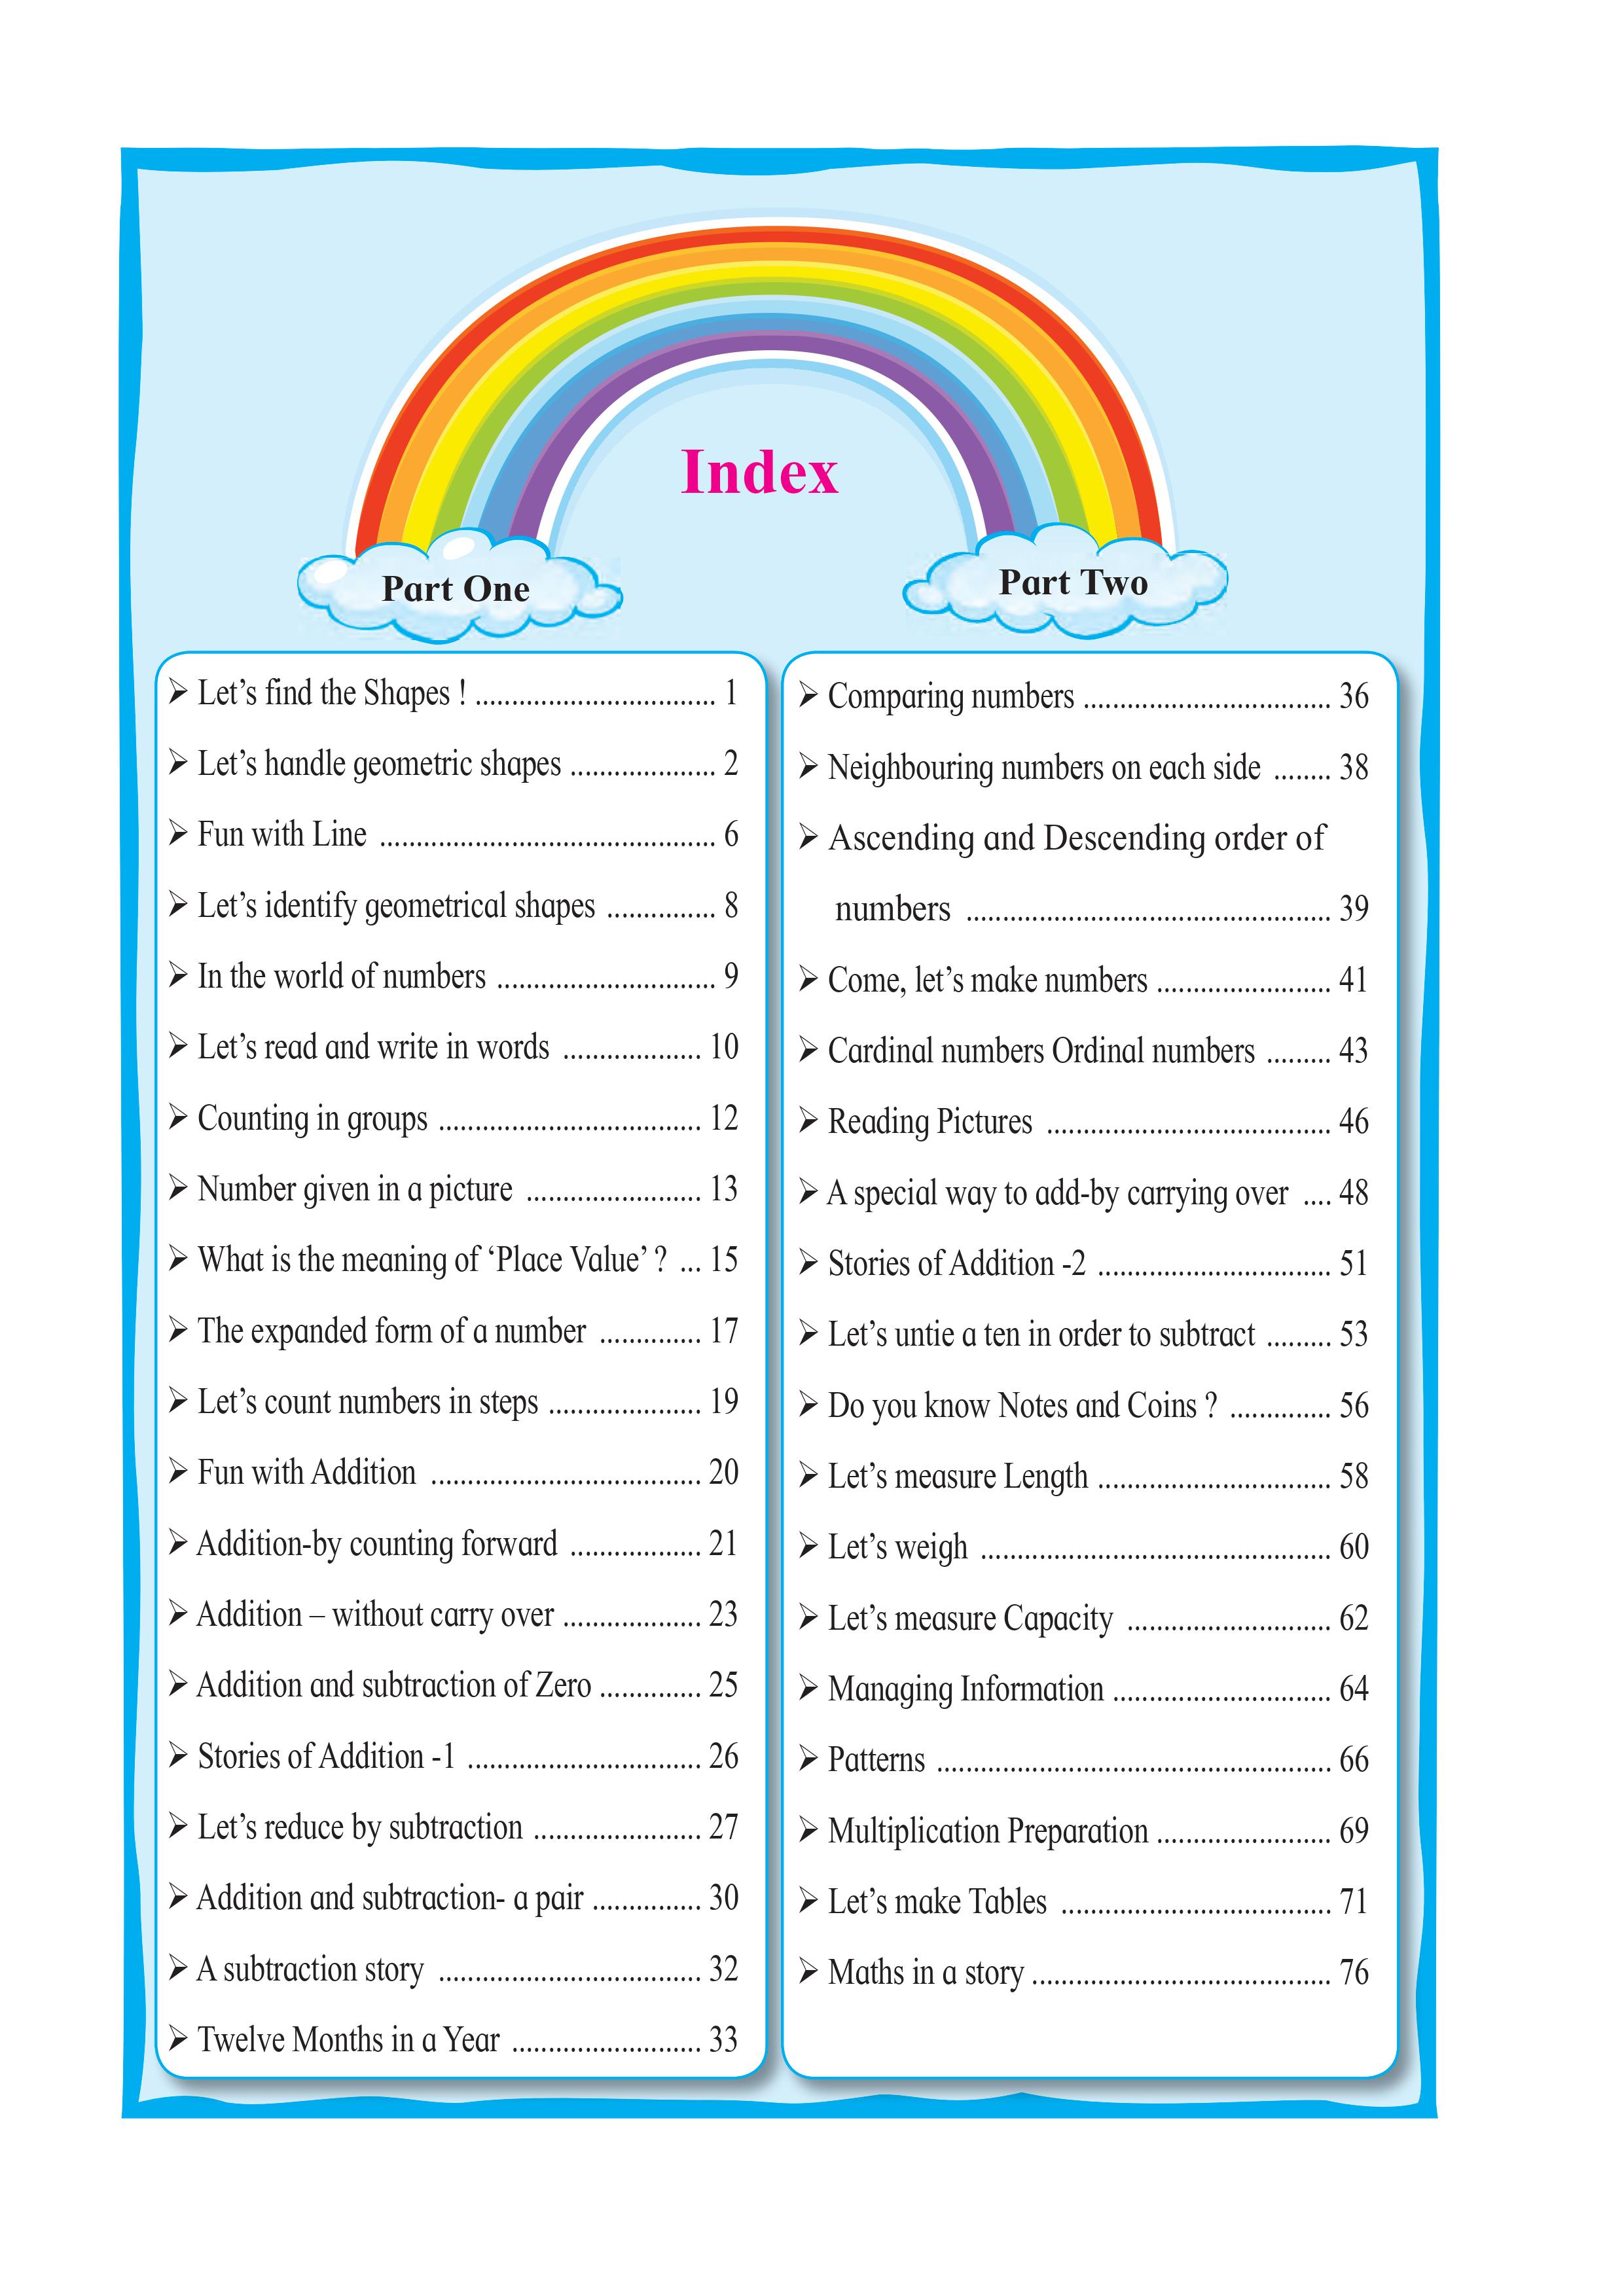 Index
Part One
Let’s find the Shapes ! ................................. 1
Let’s handle geometric shapes .................... 2
Fun with Line .............................................. 6
Let’s identify geometrical shapes ............... 8
In the world of numbers .............................. 9
Let’s read and write in words ................... 10
Counting in groups .................................... 12
Number given in a picture ........................ 13
What is the meaning of ‘Place Value’ ? ... 15
The expanded form of a number .............. 17
Let’s count numbers in steps ..................... 19
Fun with Addition ..................................... 20
Addition-by counting forward .................. 21
Addition – without carry over ................... 23
Addition and subtraction of Zero .............. 25
Stories of Addition -1 ................................ 26
Let’s reduce by subtraction ....................... 27
Addition and subtraction- a pair ............... 30
A subtraction story .................................... 32
Twelve Months in a Year .......................... 33
Part Two
Comparing numbers .................................. 36
Neighbouring numbers on each side ........ 38
Ascending and Descending order of
numbers .................................................. 39
Come, let’s make numbers ........................ 41
Cardinal numbers Ordinal numbers ......... 43
Reading Pictures ....................................... 46
A special way to add-by carrying over .... 48
Stories of Addition -2 ................................ 51
Let’s untie a ten in order to subtract ......... 53
Do you know Notes and Coins ? .............. 56
Let’s measure Length ................................ 58
Let’s weigh ................................................ 60
Let’s measure Capacity ............................ 62
Managing Information .............................. 64
Patterns ...................................................... 66
Multiplication Preparation ........................ 69
Let’s make Tables ..................................... 71
Maths in a story ......................................... 76